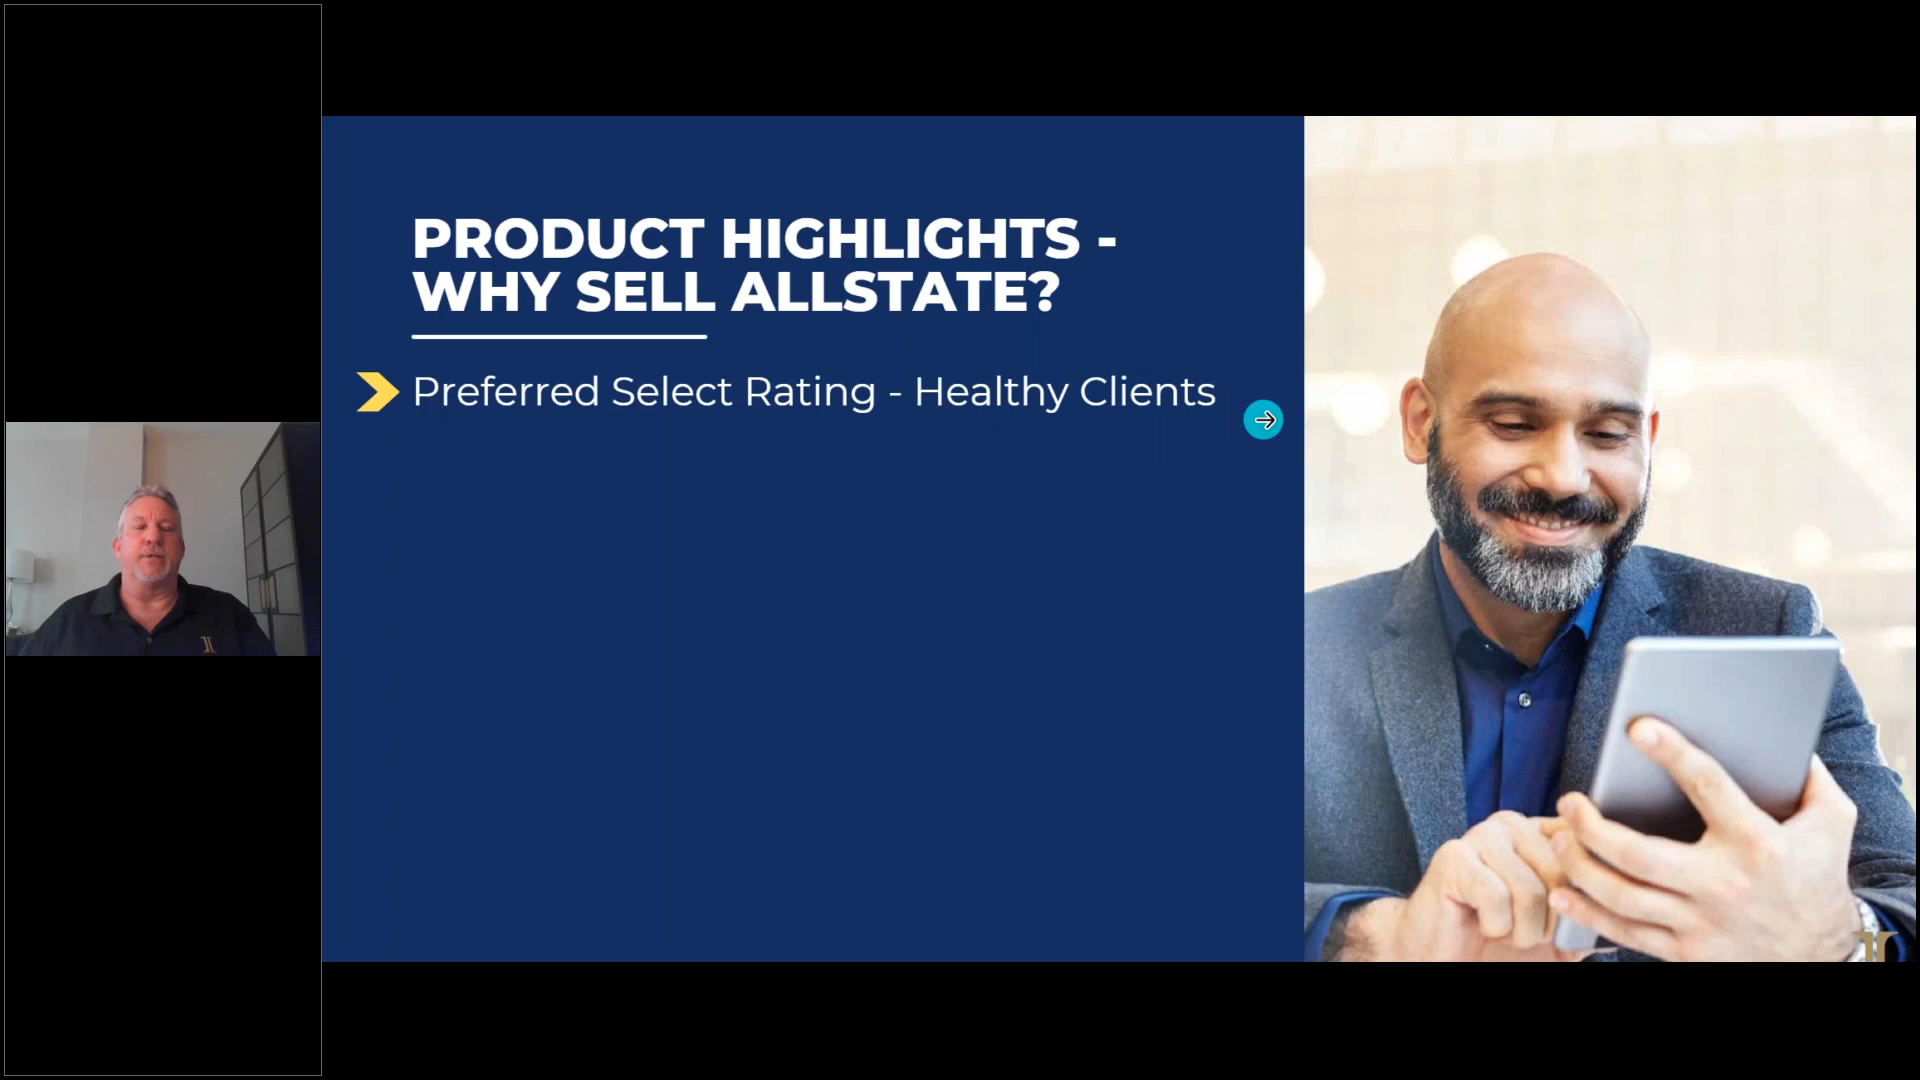 PRODUCT HIGHLIGHTS -
WHY SELL ALLSTATE?
Preferred Select Rating - Healthy Clients